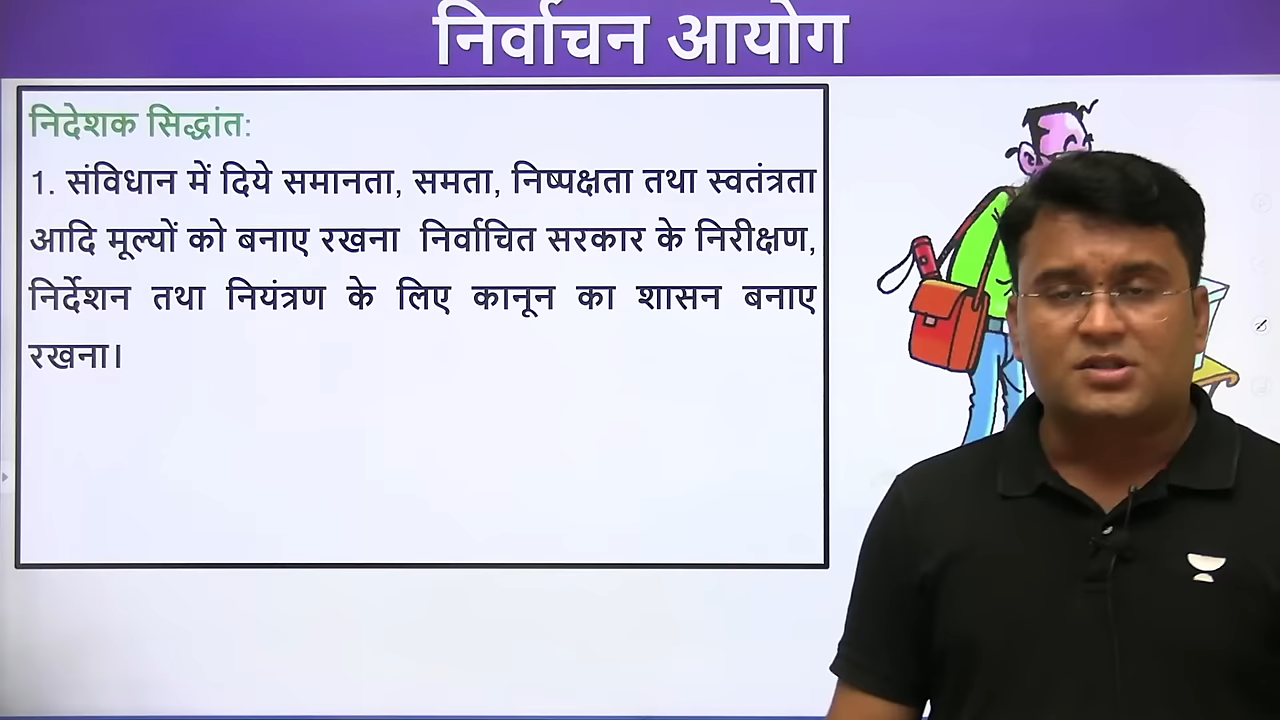 निर्वाचन आयोग
निदेशक सिद्धांत:
1. संविधान में दिये समानता, समता, निष्पक्षता तथा स्वतंत्रता
आदि मूल्यों को बनाए रखना निर्वाचित सरकार के निरीक्षण,
निर्देशन तथा नियंत्रण के लिए कानून का शासन बनाए
रखना।